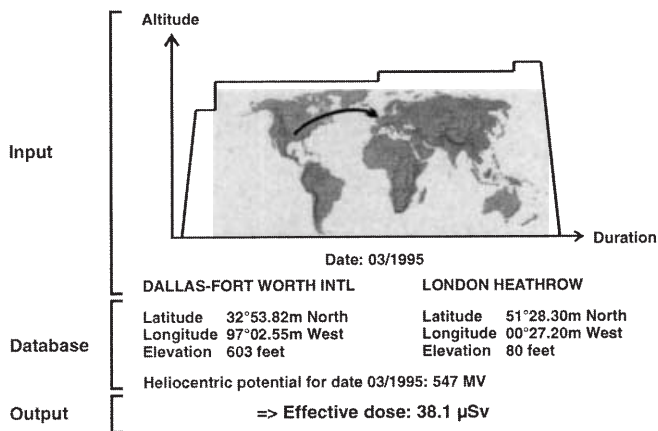 Altitude
Input
Duration
Date: 03/1995
DALLAS-FORT WORTH INTL LONDON HEATHROW
Latitude 32°53.82m North Latitude 51°28.30m North
Longitude 97°02.55m West Longitude 00°27.20m West
Database
Elevation 603 feet Elevation 80 feet
Heliocentric potential for date 03/1995: 547 MV
Output => Effective dose: 38.1 µSv